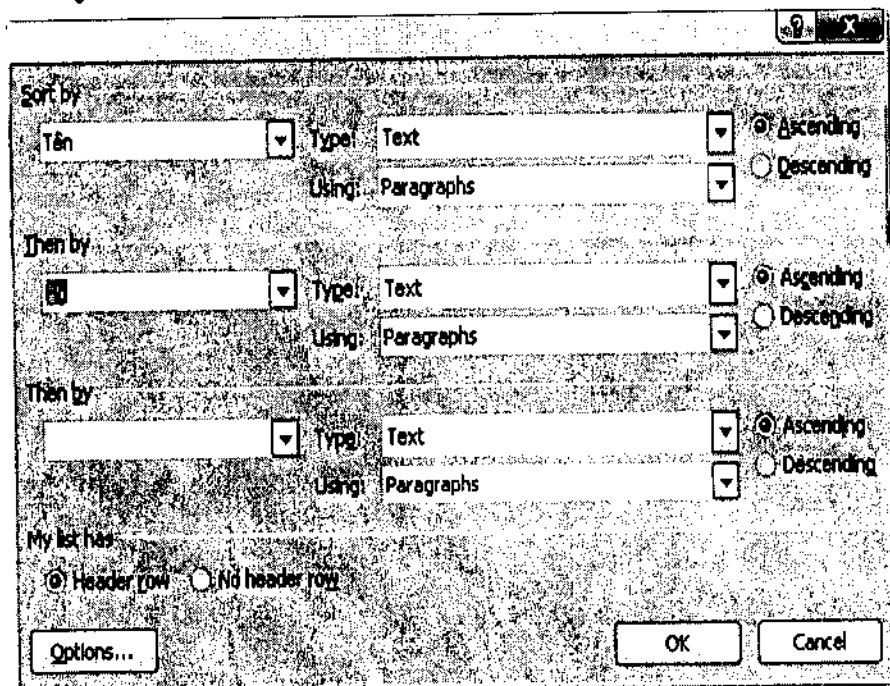 ? X
Sort by
Tên Type: Text Ascending
Using: Paragraphs Descending
Then by
Type: Text Ascending
Using: Paragraphs Descending
Then by
Type: Text Ascending
Using: Paragraphs Descending
My list has
Header row No header row
Options... OK Cancel